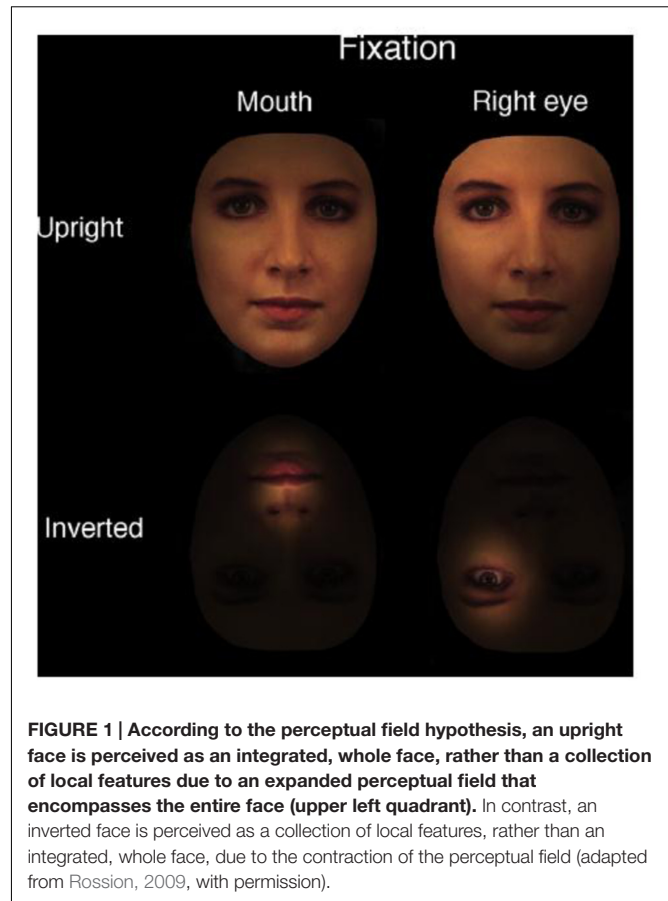 Fixation
Mouth Right eye
Upright
Inverted
FIGURE 1 | According to the perceptual field hypothesis, an upright
face is perceived as an integrated, whole face, rather than a collection
of local features due to an expanded perceptual field that
encompasses the entire face (upper left quadrant). In contrast, an
inverted face is perceived as a collection of local features, rather than an
integrated, whole face, due to the contraction of the perceptual field (adapted
from Rossion, 2009, with permission).